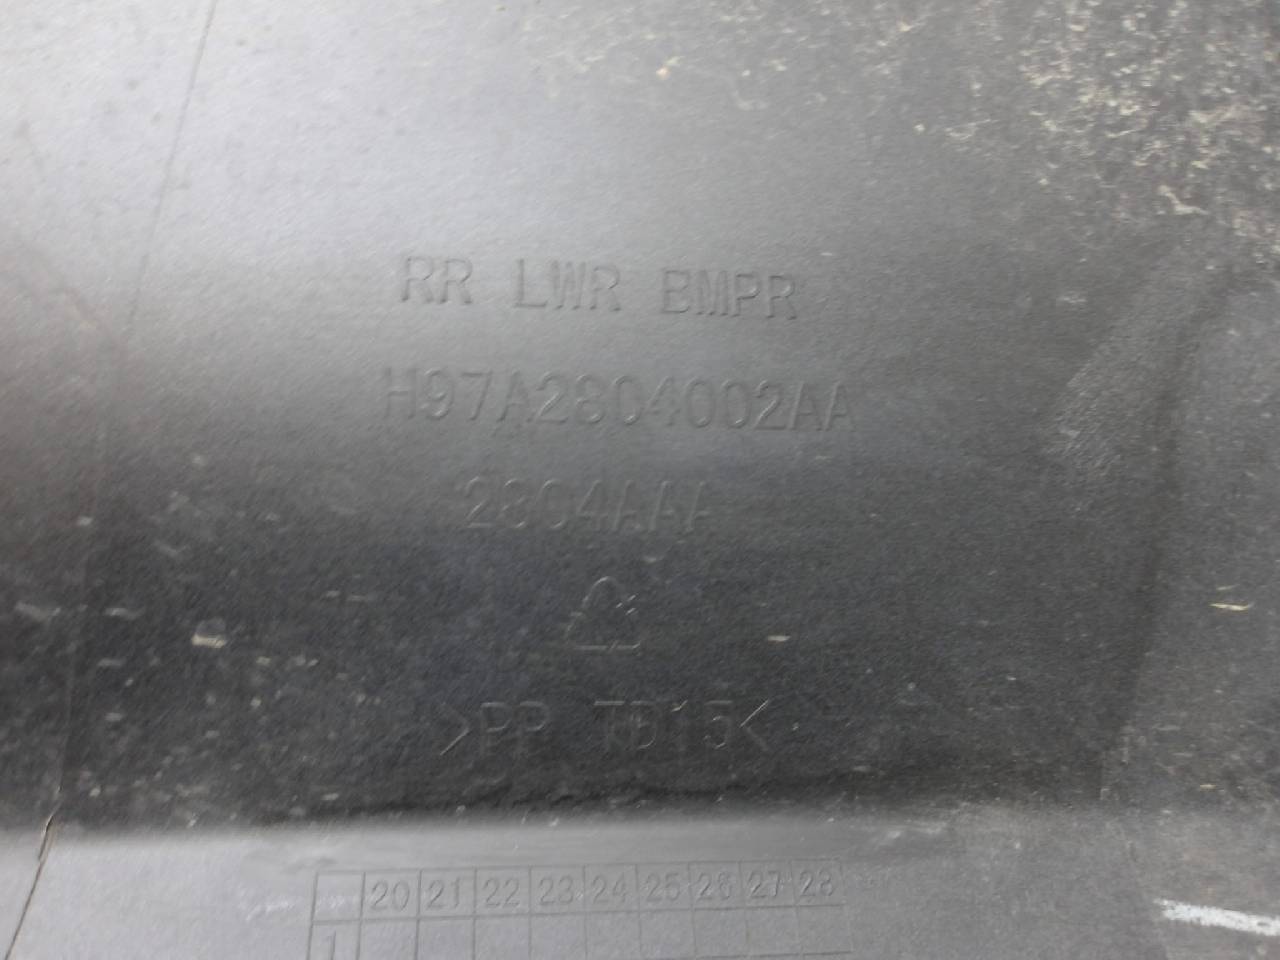 RR LWR BMPR
H97A2804002AA
2804AAA
>PP TD15<
20 21 22 23 24 25 26 27 28
1